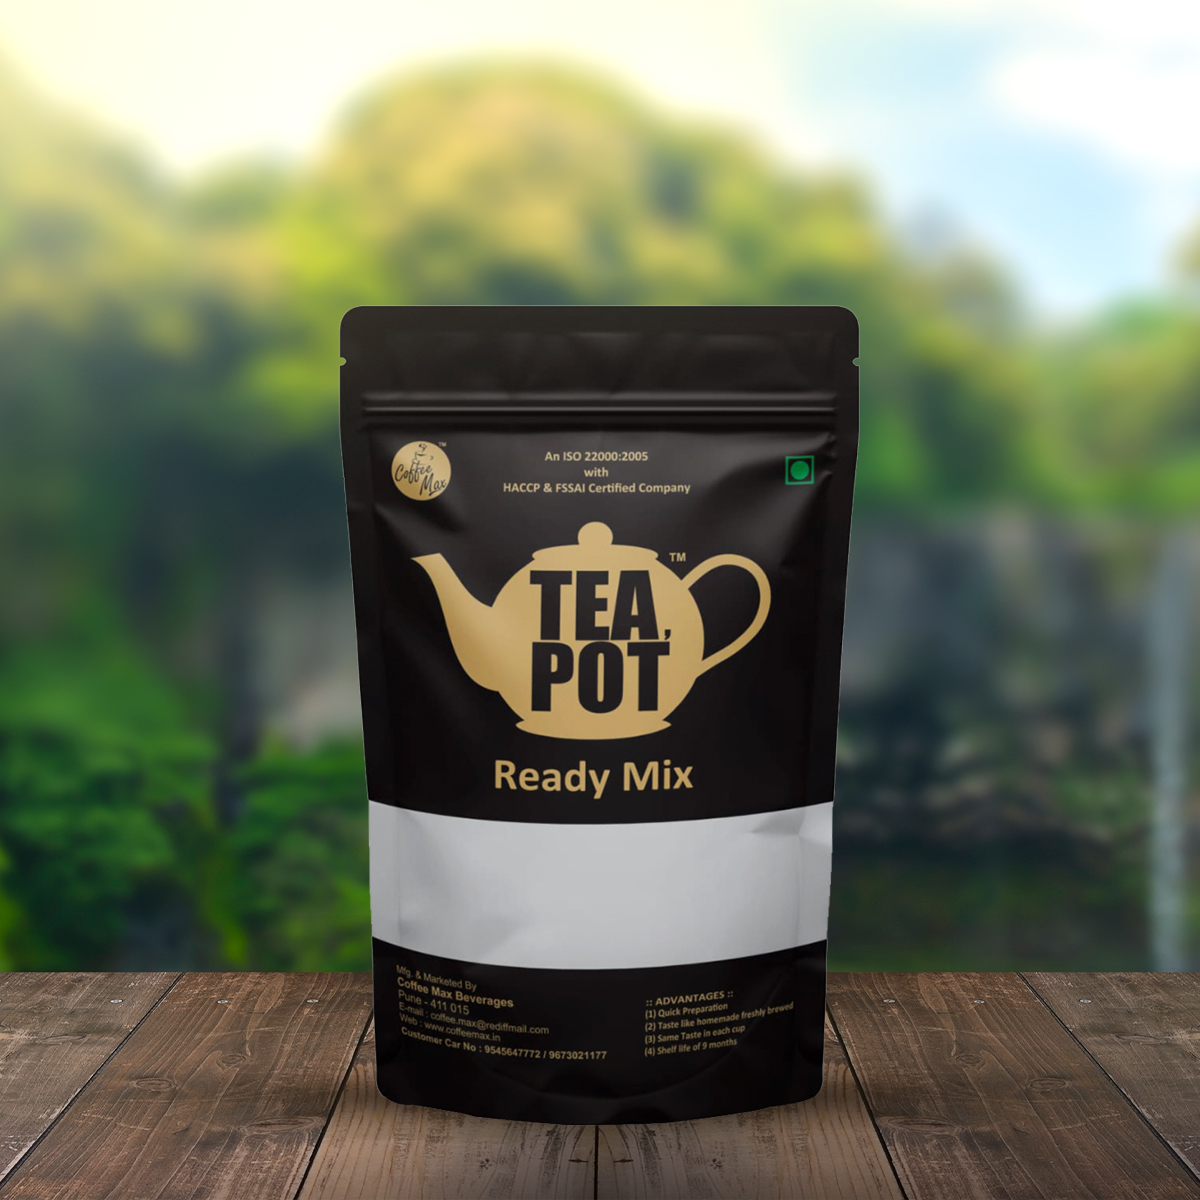 Coffee
Max
TM
An ISO 22000:2005
with
HACCP & FSSAI Certified Company
TM
TEA,
POT
Ready Mix
Mfg. & Marketed By
Coffee Max Beverages
Pune - 411 015
E-mail : coffee.max@rediffmail.com
Web : www.coffeemax.in
Customer Car No : 9545647772 / 9673021177
:: ADVANTAGES ::
(1) Quick Preparation
(2) Taste like homemade freshly brewed
(3) Same Taste in each cup
(4) Shelf life of 9 months